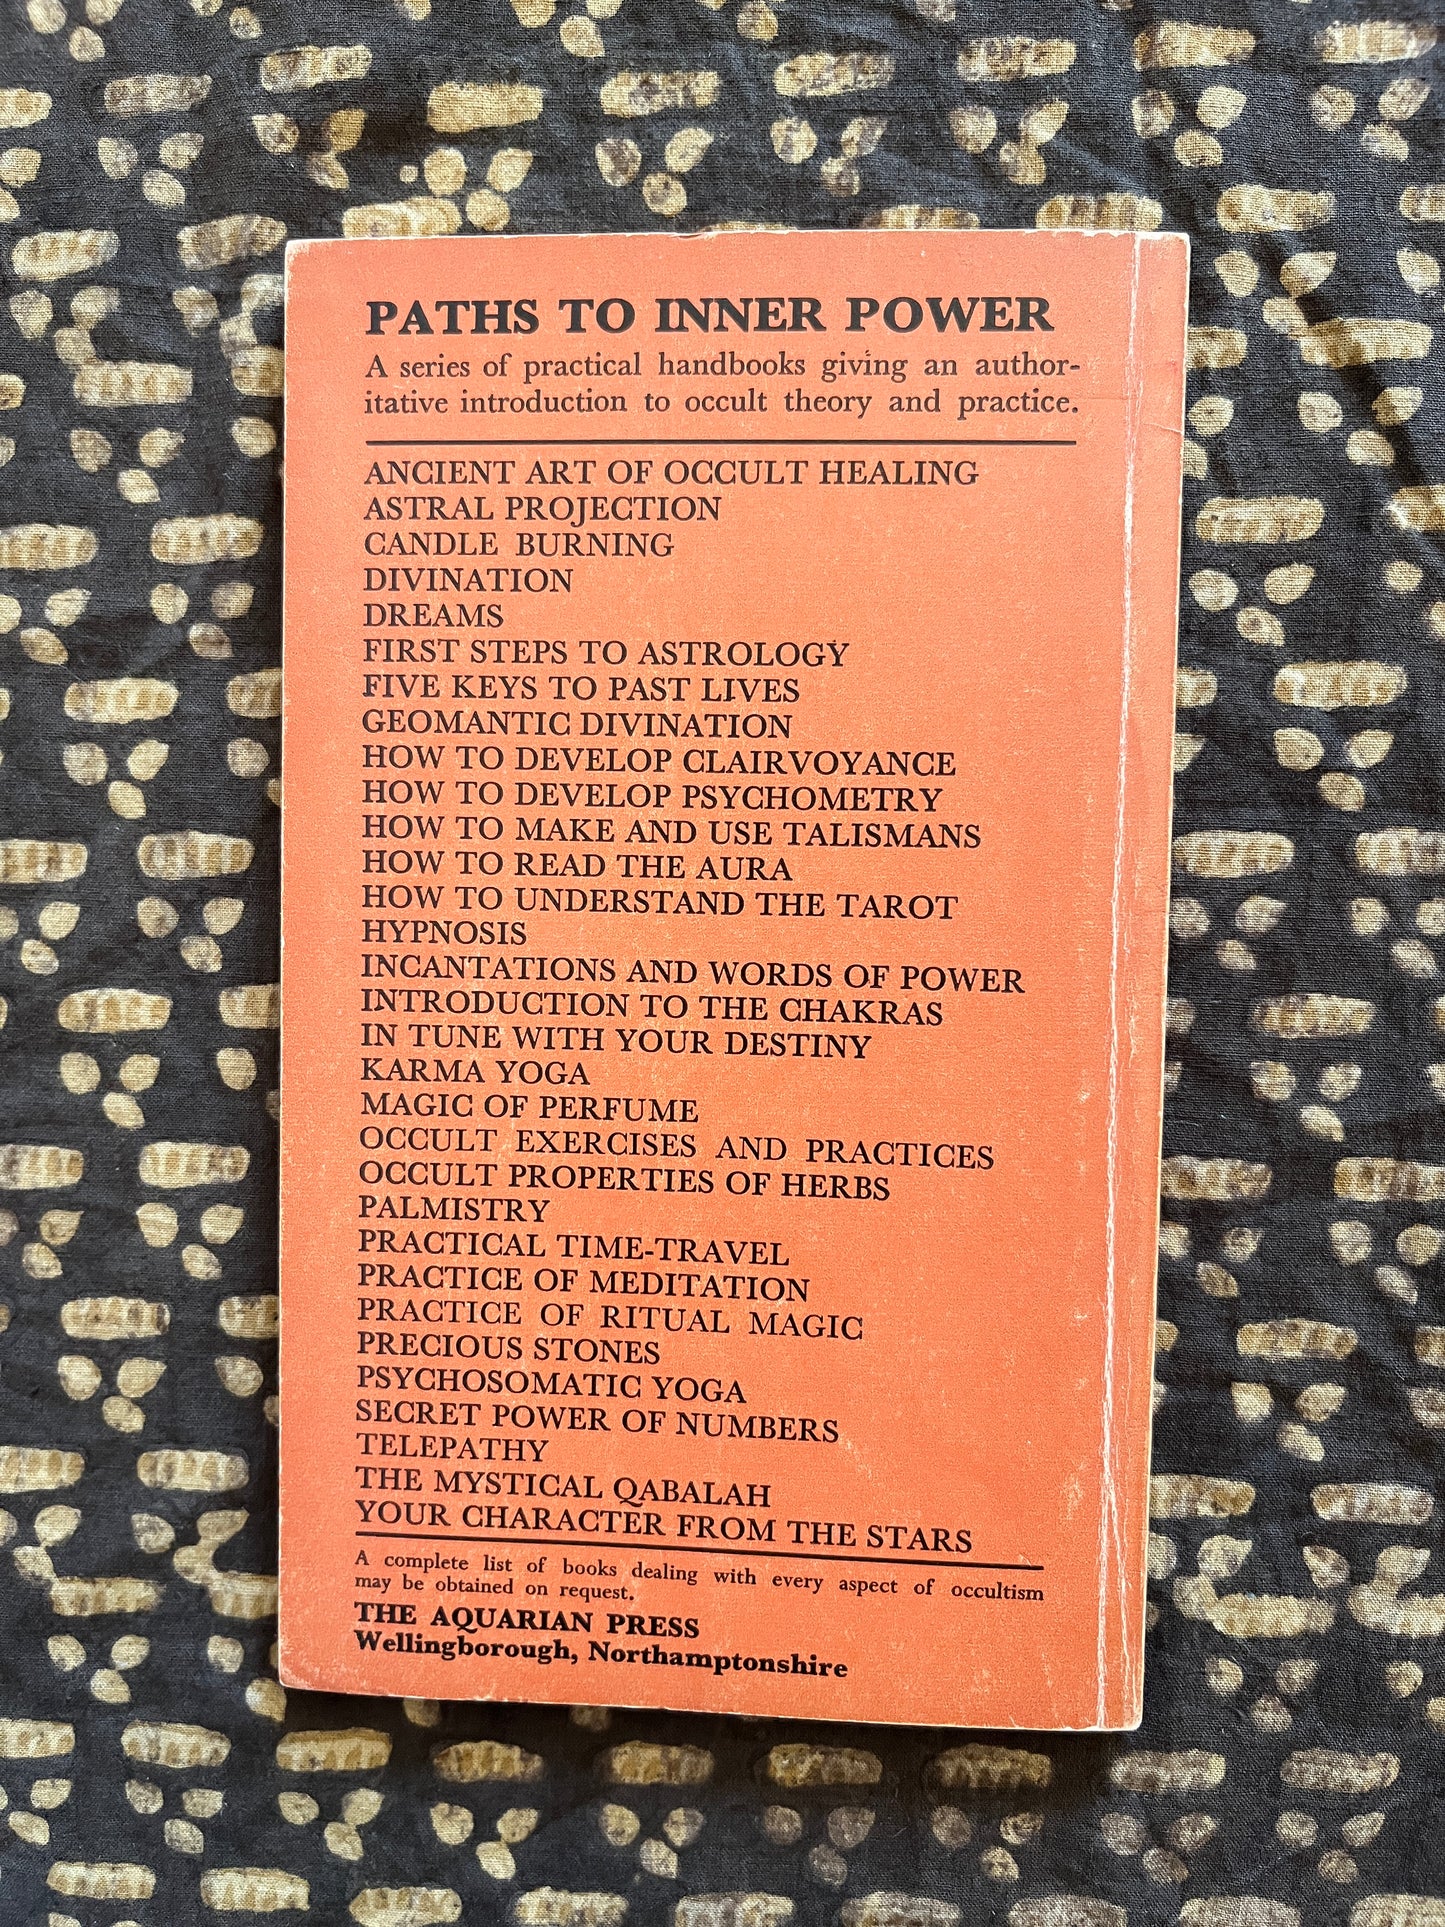 PATHS TO INNER POWER
A series of practical handbooks giving an author-
itative introduction to occult theory and practice.
ANCIENT ART OF OCCULT HEALING
ASTRAL PROJECTION
CANDLE BURNING
DIVINATION
DREAMS
FIRST STEPS TO ASTROLOGY
FIVE KEYS TO PAST LIVES
GEOMANTIC DIVINATION
HOW TO DEVELOP CLAIRVOYANCE
HOW TO DEVELOP PSYCHOMETRY
HOW TO MAKE AND USE TALISMANS
HOW TO READ THE AURA
HOW TO UNDERSTAND THE TAROT
HYPNOSIS
INCANTATIONS AND WORDS OF POWER
INTRODUCTION TO THE CHAKRAS
IN TUNE WITH YOUR DESTINY
KARMA YOGA
MAGIC OF PERFUME
OCCULT EXERCISES AND PRACTICES
OCCULT PROPERTIES OF HERBS
PALMISTRY
PRACTICAL TIME-TRAVEL
PRACTICE OF MEDITATION
PRACTICE OF RITUAL MAGIC
PRECIOUS STONES
PSYCHOSOMATIC YOGA
SECRET POWER OF NUMBERS
TELEPATHY
THE MYSTICAL QABALAH
YOUR CHARACTER FROM THE STARS
A complete list of books dealing with every aspect of occultism
may be obtained on request.
THE AQUARIAN PRESS
Wellingborough, Northamptonshire